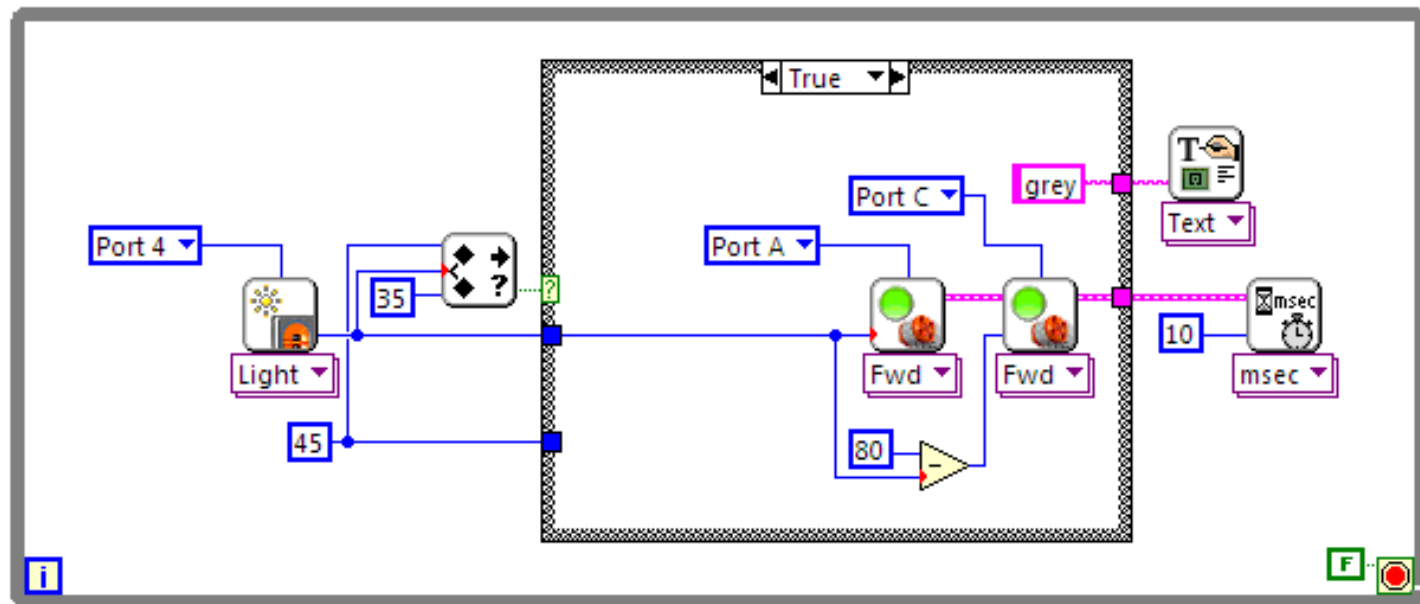 True
grey
T
Text
Port C
Port 4
Port A
35
?
?
msec
10
Light
Fwd
Fwd
msec
45
80
-
i
F